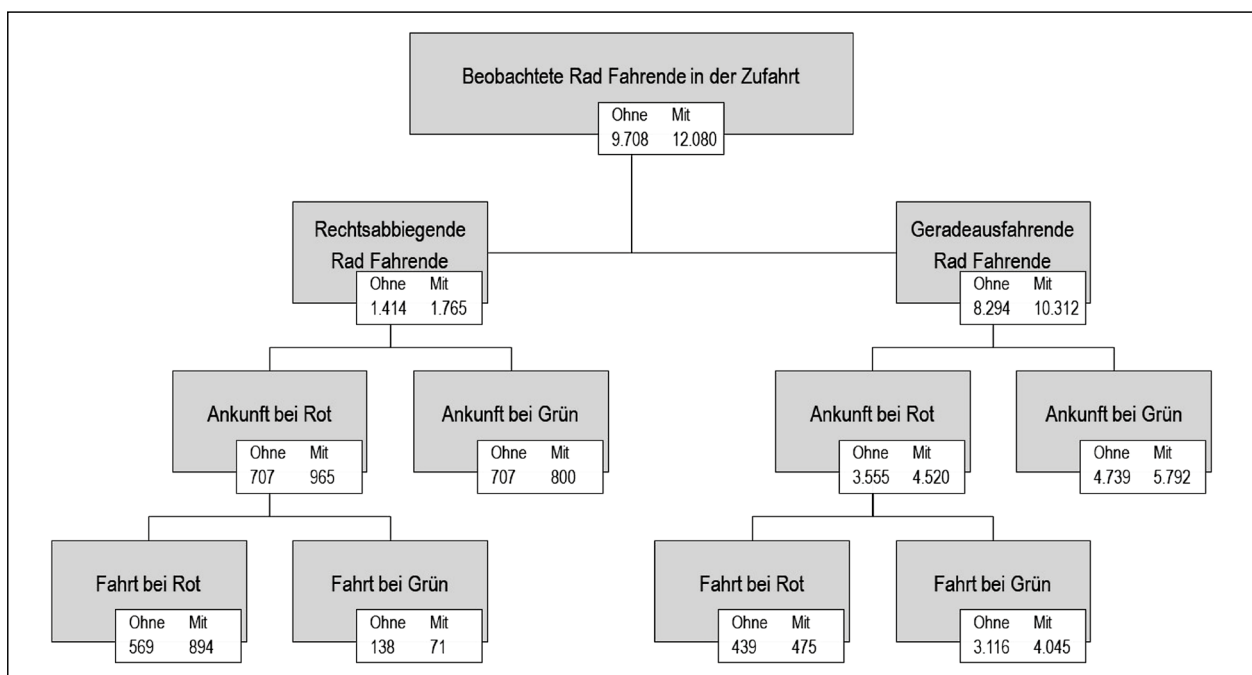 Beobachtete Rad Fahrende in der Zufahrt
Ohne Mit
9.708 12.080
Rechtsabbiegende
Rad Fahrende
Ohne Mit
1.414 1.765
Geradeausfahrende
Rad Fahrende
Ohne Mit
8.294 10.312
Ankunft bei Rot
Ohne Mit
707 965
Ankunft bei Grün
Ohne Mit
707 800
Ankunft bei Rot
Ohne Mit
3.555 4.520
Ankunft bei Grün
Ohne Mit
4.739 5.792
Fahrt bei Rot
Ohne Mit
569 894
Fahrt bei Grün
Ohne Mit
138 71
Fahrt bei Rot
Ohne Mit
439 475
Fahrt bei Grün
Ohne Mit
3.116 4.045